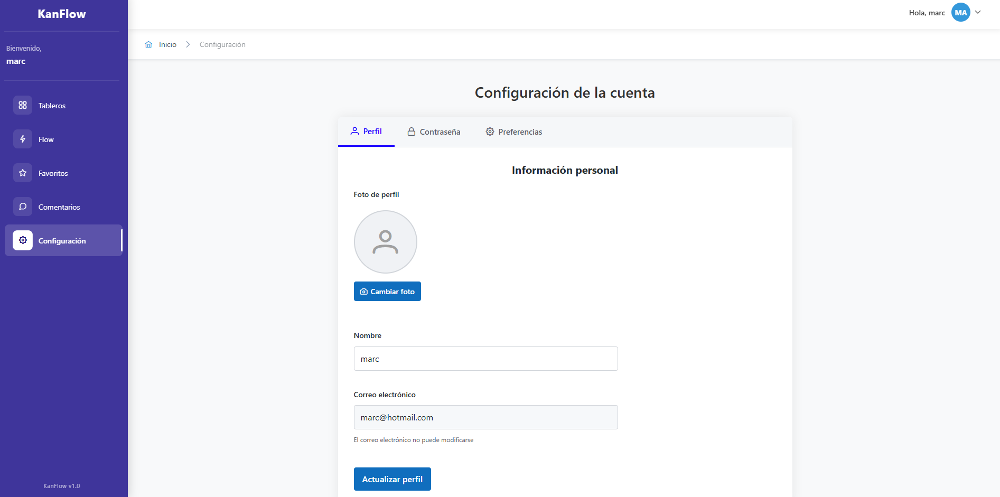 KanFlow
Bienvenido,
marc
Tableros
Flow
Favoritos
Comentarios
Configuración
KanFlow v1.0
Hola, marc
MA
Inicio
Configuración
Configuración de la cuenta
Perfil
Contraseña
Preferencias
Información personal
Foto de perfil
Cambiar foto
Nombre
marc
Correo electrónico
marc@hotmail.com
El correo electrónico no puede modificarse
Actualizar perfil